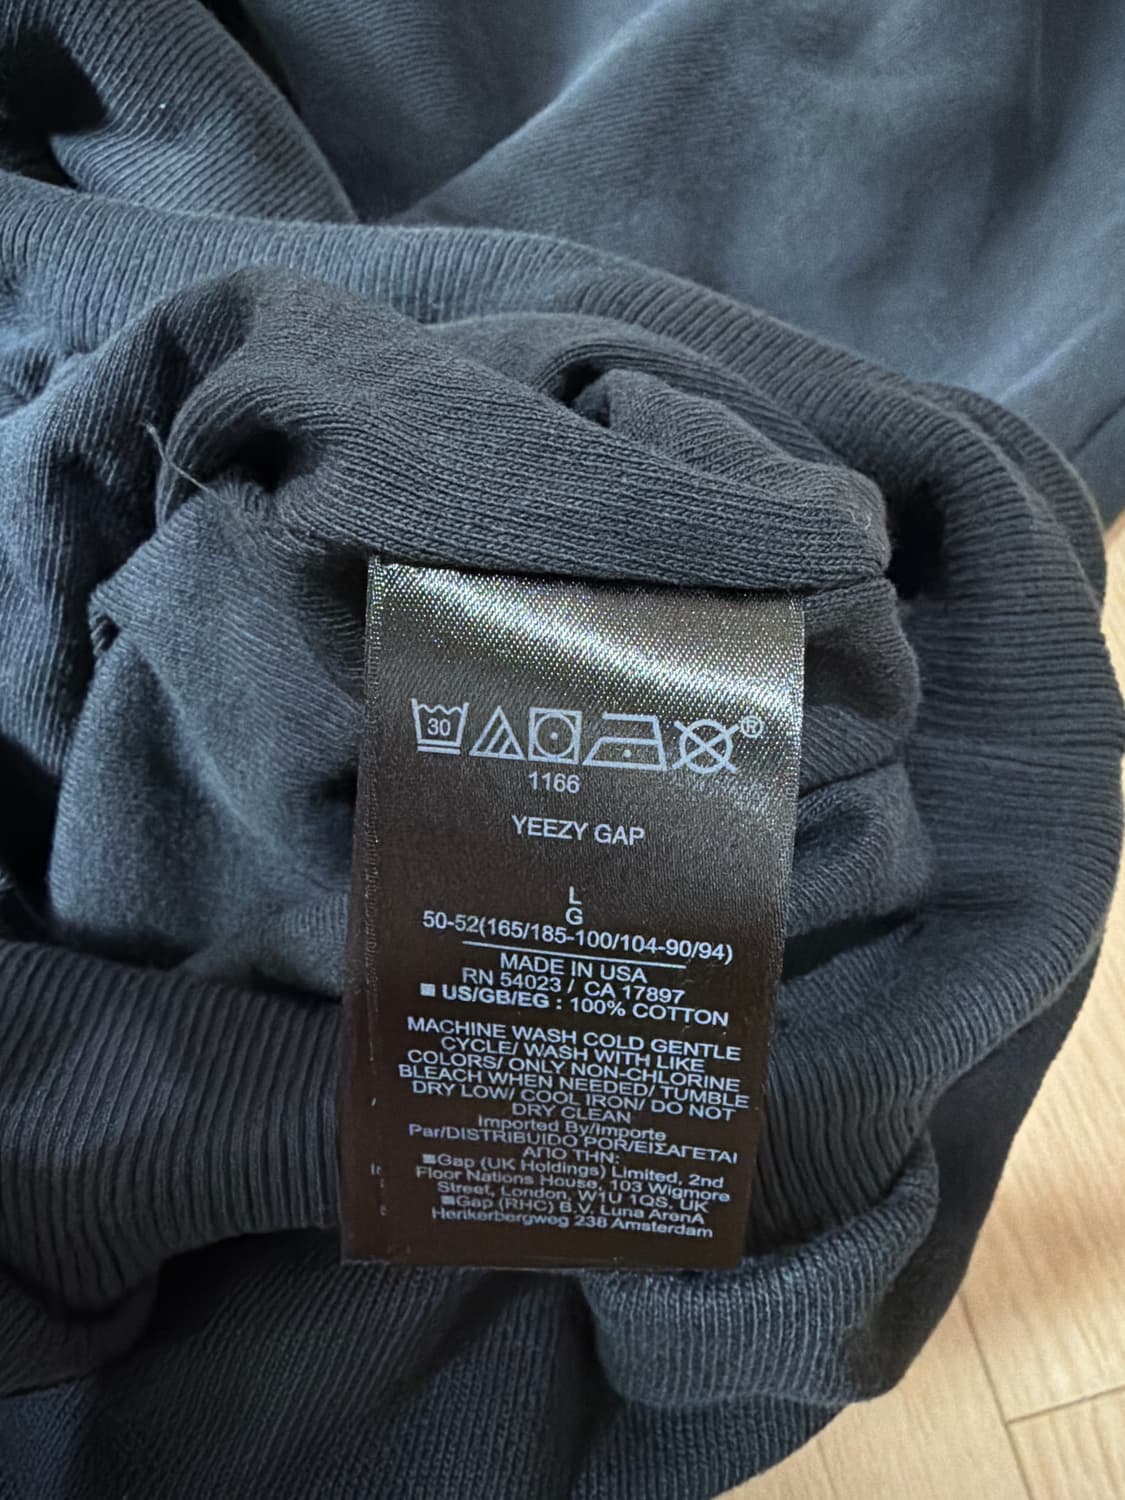 30
®
1166
YEEZY GAP
L
G
50-52(165/185-100/104-90/94)
MADE IN USA
RN 54023 / CA 17897
■ US/GB/EG : 100% COTTON
MACHINE WASH COLD GENTLE
CYCLE/ WASH WITH LIKE
COLORS/ ONLY NON-CHLORINE
BLEACH WHEN NEEDED/ TUMBLE
DRY LOW/ COOL IRON/ DO NOT
DRY CLEAN
Imported By/Importe
Par/DISTRIBUIDO POR/ΕΙΣΑΓΕΤΑΙ
ΑΠΟ ΤΗΝ:
■Gap (UK Holdings) Limited, 2nd
Floor Nations House, 103 Wigmore
Street, London, W1U 1QS, UK
■Gap (RHC) B.V. Luna ArenA
Herikerbergweg 238 Amsterdam